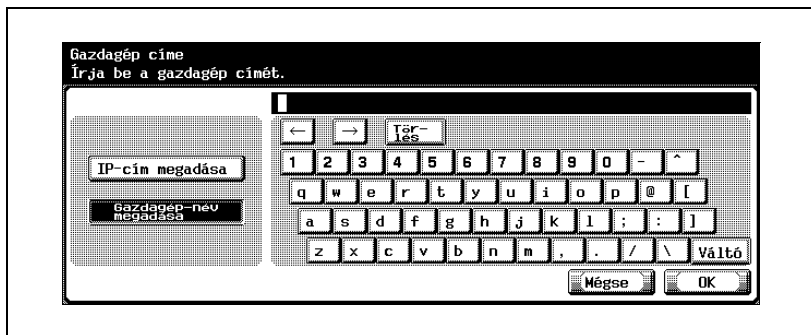 Gazdagép címe
Írja be a gazdagép címét.
← → Tör-
lés
IP-cím megadása
Gazdagép-név
megadása
1 2 3 4 5 6 7 8 9 0 - ^
q w e r t y u i o p @ [
a s d f g h j k l ; : ]
z x c v b n m , . / \ Váltó
Mégse OK